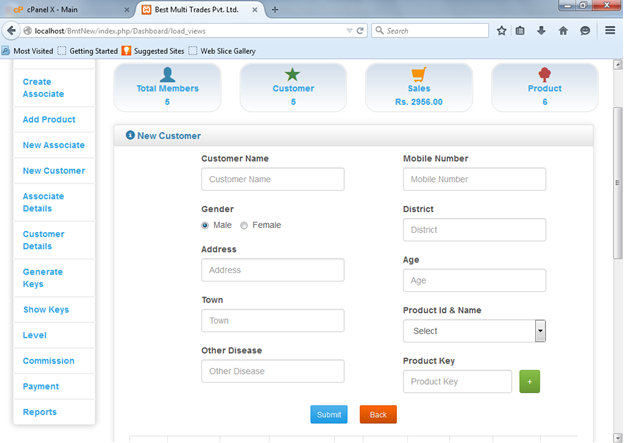 cPanel X - Main
Best Multi Trades Pvt. Ltd.
localhost/BmtNew/index.php/Dashboard/load_views
Search
Most Visited Getting Started Suggested Sites Web Slice Gallery
Create
Associate
Add Product
New Associate
New Customer
Associate
Details
Customer
Details
Generate
Keys
Show Keys
Level
Commission
Payment
Reports
Total Members
5
Customer
5
Sales
Rs. 2956.00
Product
6
New Customer
Customer Name
Customer Name
Mobile Number
Mobile Number
Gender
Male Female
District
District
Address
Address
Age
Age
Town
Town
Product Id & Name
Select
Other Disease
Other Disease
Product Key
Product Key
+
Submit Back